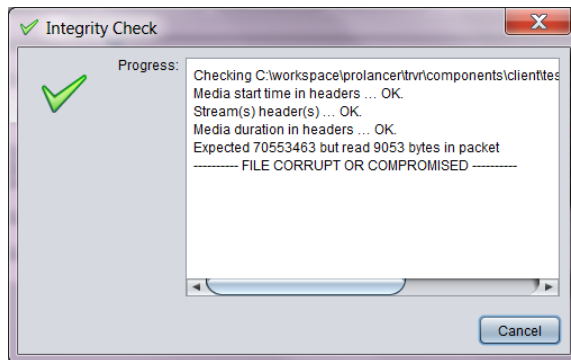 Integrity Check
Progress:
Checking C:\workspace\prolancer\trvr\components\client\tes
Media start time in headers ... OK.
Stream(s) header(s) ... OK.
Media duration in headers ... OK.
Expected 70553463 but read 9053 bytes in packet
---------- FILE CORRUPT OR COMPROMISED ----------
Cancel